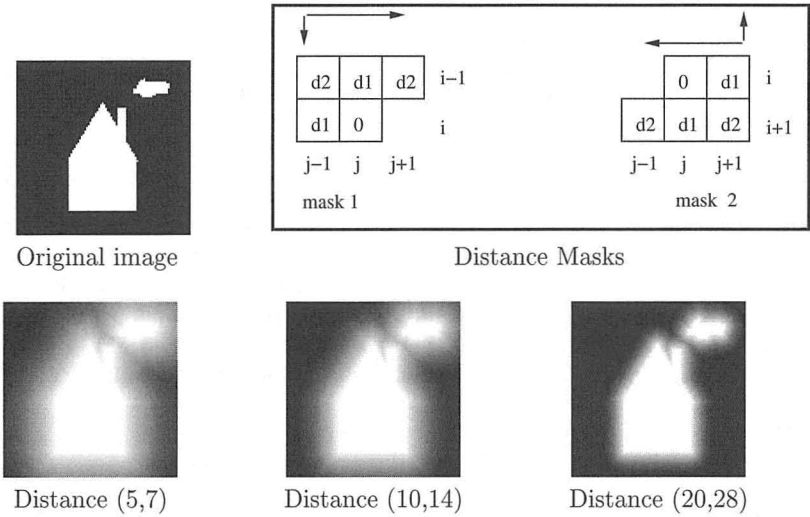 d2 d1 d2 i-1
d1 0 i
j-1 j j+1
mask 1
0 d1 i
d2 d1 d2 i+1
j-1 j j+1
mask 2
Original image
Distance Masks
Distance (5,7)
Distance (10,14)
Distance (20,28)